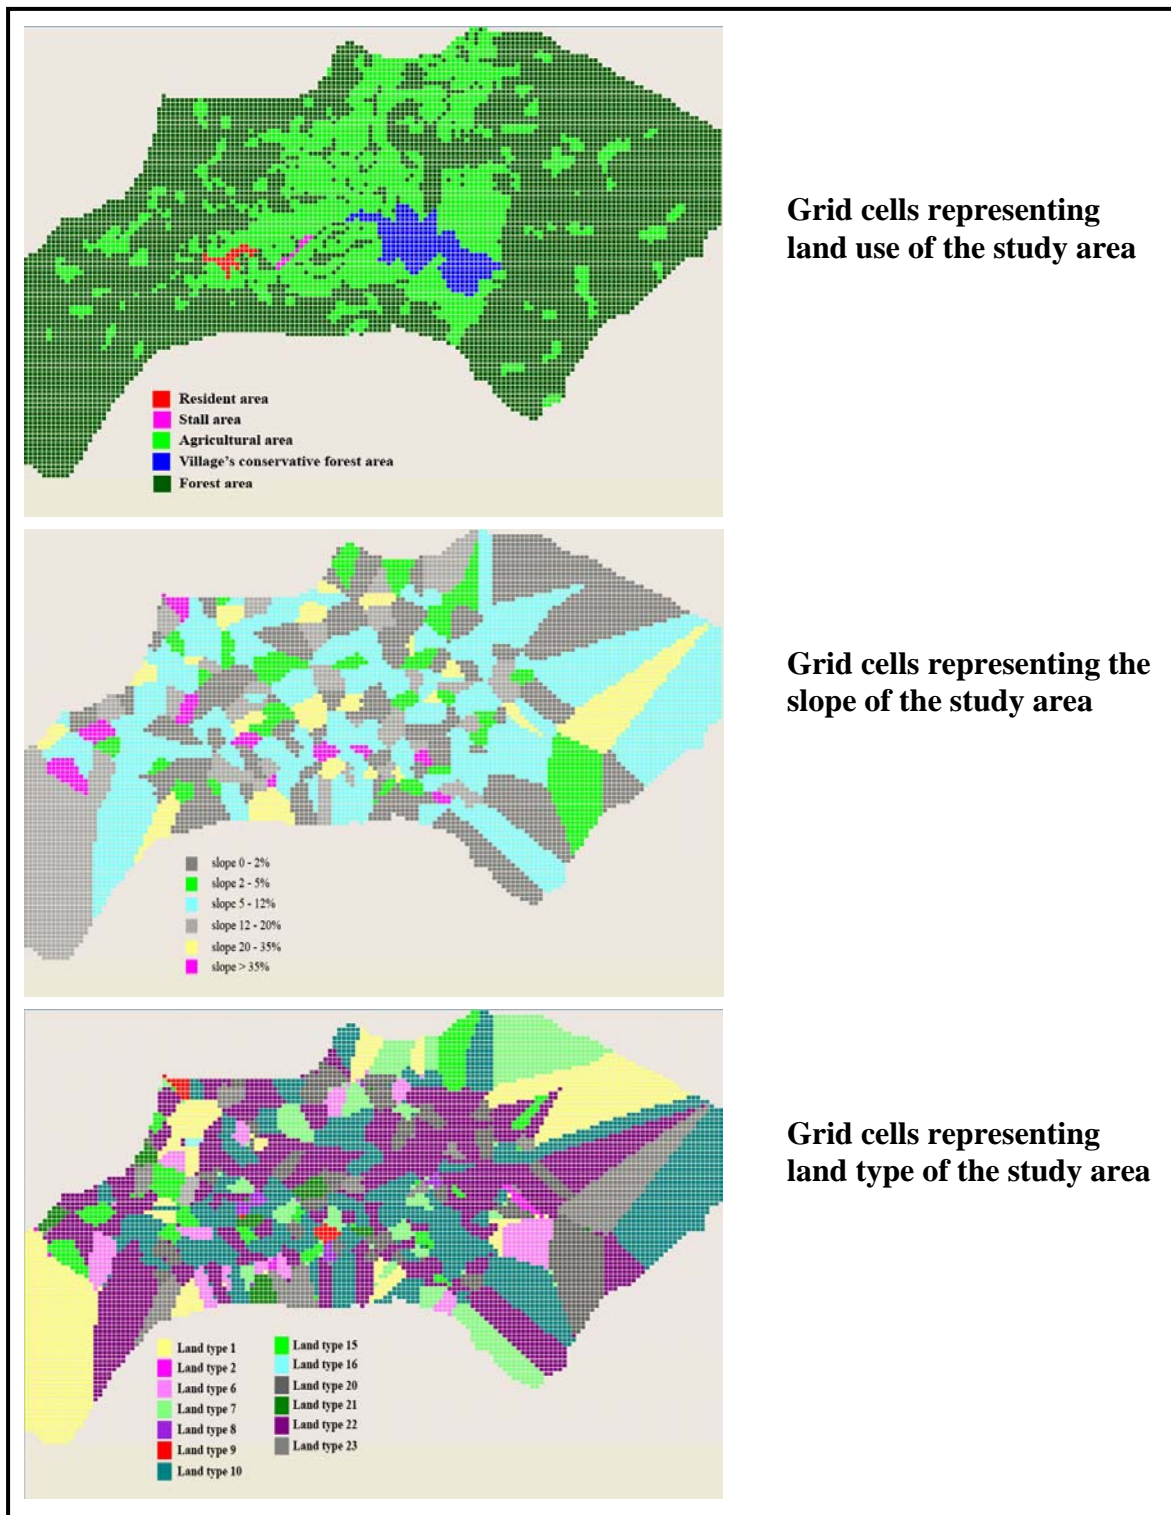 Grid cells representing
land use of the study area
Resident area
Stall area
Agricultural area
Village's conservative forest area
Forest area
Grid cells representing the
slope of the study area
slope 0 - 2%
slope 2 - 5%
slope 5 - 12%
slope 12 - 20%
slope 20 - 35%
slope > 35%
Grid cells representing
land type of the study area
Land type 1
Land type 2
Land type 6
Land type 7
Land type 8
Land type 9
Land type 10
Land type 15
Land type 16
Land type 20
Land type 21
Land type 22
Land type 23